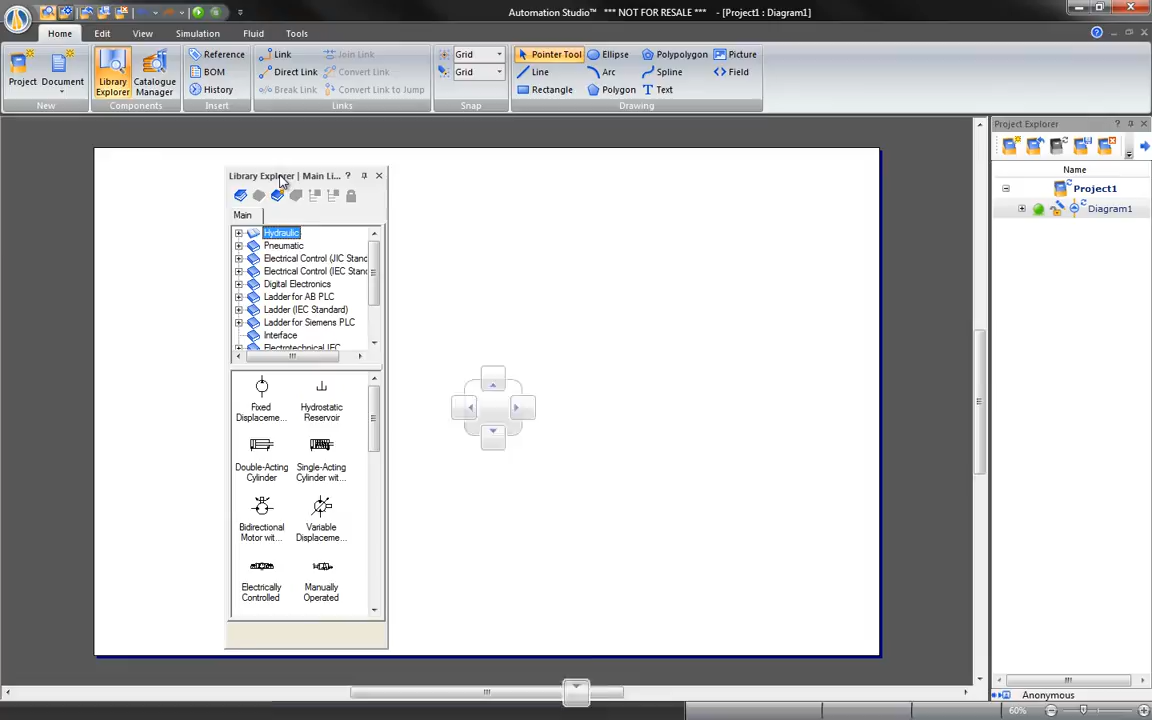 Automation Studio™ *** NOT FOR RESALE *** - [Project1 : Diagram1]
Home Edit View Simulation Fluid Tools
Project
Document
New
Library Explorer
Catalogue Manager
Components
Reference
BOM
History
Insert
Link
Direct Link
Break Link
Join Link
Convert Link
Convert Link to Jump
Links
Grid
Grid
Snap
Pointer Tool
Line
Rectangle
Ellipse
Arc
Polygon
Polypolygon
Spline
Text
Picture
Field
Drawing
Library Explorer | Main Li...
Main
Hydraulic
Pneumatic
Electrical Control (JIC Stand
Electrical Control (IEC Stand
Digital Electronics
Ladder for AB PLC
Ladder (IEC Standard)
Ladder for Siemens PLC
Interface
Electrotechnical IEC
Fixed Displaceme...
Hydrostatic Reservoir
Double-Acting Cylinder
Single-Acting Cylinder wit...
Bidirectional Motor wit...
Variable Displaceme...
Electrically Controlled
Manually Operated
Project Explorer
Name
Project1
Diagram1
Anonymous
60%